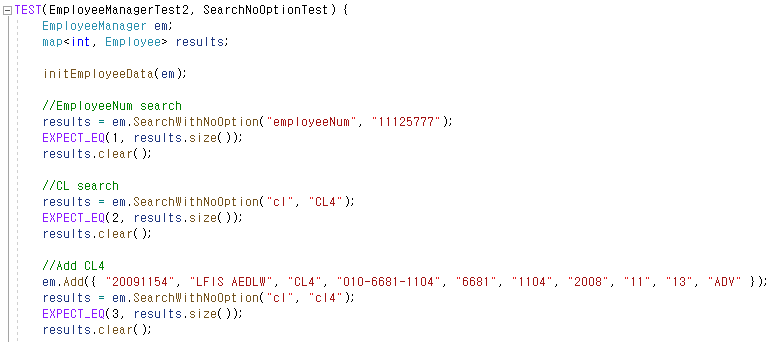 TEST(EmployeeManagerTest2, SearchNoOptionTest) {
EmployeeManager em;
map<int, Employee> results;
initEmployeeData(em);
//EmployeeNum search
results = em.SearchWithNoOption("employeeNum", "11125777");
EXPECT_EQ(1, results.size());
results.clear();
//CL search
results = em.SearchWithNoOption("cl", "CL4");
EXPECT_EQ(2, results.size());
results.clear();
//Add CL4
em.Add({ "20091154", "LFIS AEDLW", "CL4", "010-6681-1104", "6681", "1104", "2008", "11", "13", "ADV" });
results = em.SearchWithNoOption("cl", "cl4");
EXPECT_EQ(3, results.size());
results.clear();